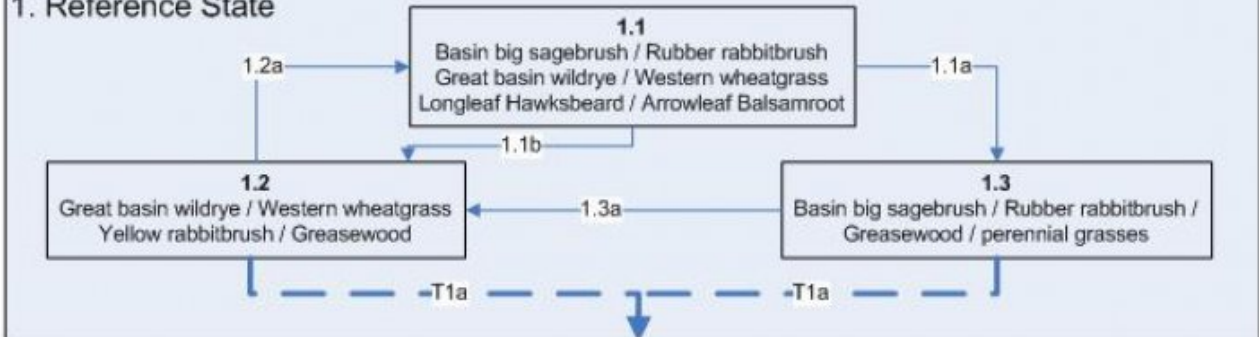 1. Reference State
1.1
Basin big sagebrush / Rubber rabbitbrush
Great basin wildrye / Western wheatgrass
Longleaf Hawksbeard / Arrowleaf Balsamroot
1.2a
1.1a
1.1b
1.2
Great basin wildrye / Western wheatgrass
Yellow rabbitbrush / Greasewood
1.3a
1.3
Basin big sagebrush / Rubber rabbitbrush /
Greasewood / perennial grasses
T1a
T1a